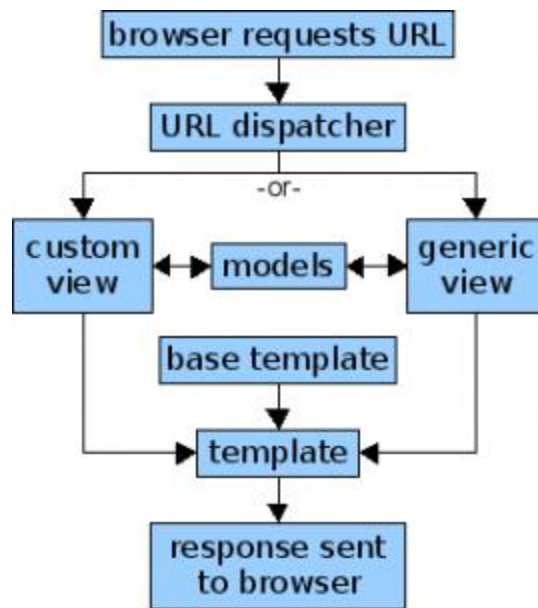 browser requests URL
URL dispatcher
-or-
custom
view
models
generic
view
base template
template
response sent
to browser